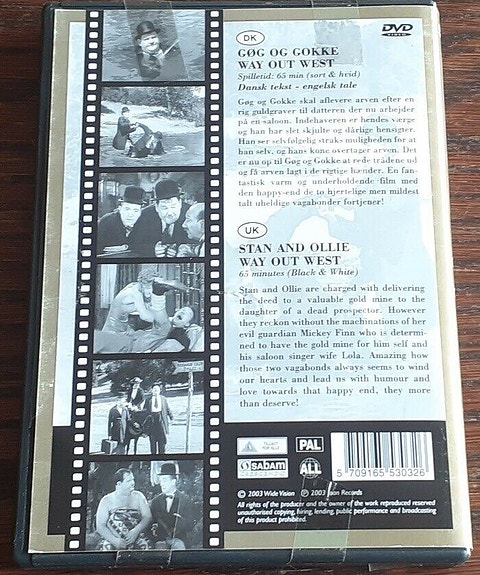 DVD
VIDEO
DK
GØG OG GOKKE
WAY OUT WEST
Spilletid: 65 min (sort & hvid)
Dansk tekst - engelsk tale
Gøg og Gokke skal aflevere arven efter en
rig guldgraver til datteren der nu arbejder
på en saloon. Indehaveren er hendes værge
og han har slet skjulte og dårlige hensigter.
Han ser selvfølgelig straks muligheden for at
han selv, og hans kone overtager arven. Det
er nu op til Gøg og Gokke at rede trådene ud
og få arven lagt i de rigtige hænder. En fan-
tastisk varm og underholdende film med
den happy-end de to hjertelige men mildest
talt uheldige vagabonder fortjener!
UK
STAN AND OLLIE
WAY OUT WEST
65 minutes (Black & White)
Stan and Ollie are charged with delivering
the deed to a valuable gold mine to the
daughter of a dead prospector. However
they reckon without the machinations of her
evil guardian Mickey Finn who is determi-
ned to have the gold mine for him self and
his saloon singer wife Lola. Amazing how
those two vagabonds always seems to wind
our hearts and lead us with humour and
love towards that happy end, they more
than deserve!
TILLADT
FOR ALLE
PAL
sabam
ALL
5 709165 530326
© 2003 Wide Vision ℗ 2003 Joon Records
All rights of the producer and the owner of the work reproduced reserved
unauthorised copying, hiring, lending, public performance and broadcasting
of this product prohibited.